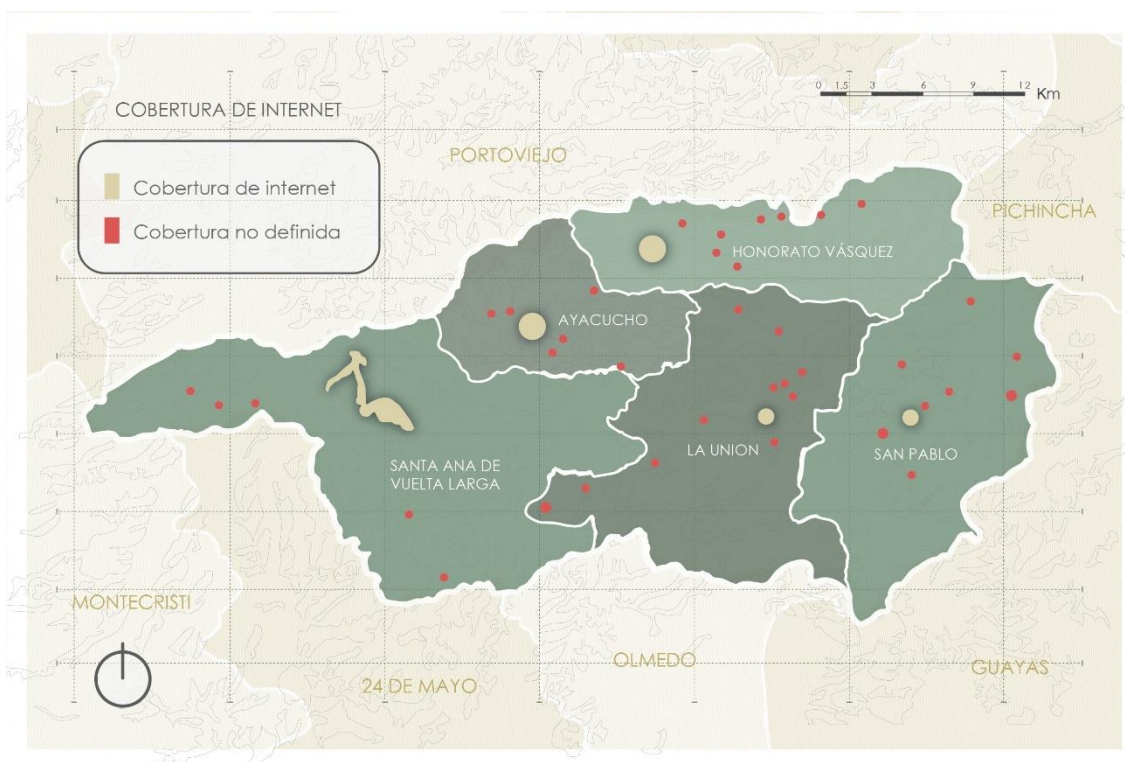 COBERTURA DE INTERNET
Cobertura de internet
Cobertura no definida
0 1,5 3 6 9 12 Km
PORTOVIEJO
PICHINCHA
HONORATO VÁSQUEZ
AYACUCHO
SANTA ANA DE
VUELTA LARGA
LA UNION
SAN PABLO
MONTECRISTI
24 DE MAYO
OLMEDO
GUAYAS